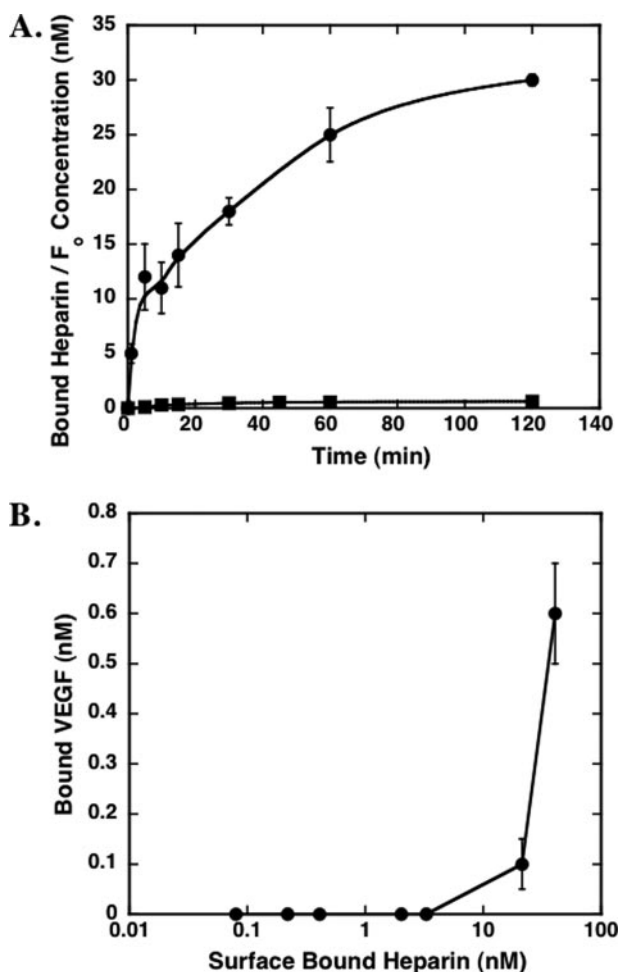 A.
Bound Heparin / F₀ Concentration (nM)
35
30
25
20
15
10
5
0
0 20 40 60 80 100 120 140
Time (min)
B.
Bound VEGF (nM)
0.8
0.7
0.6
0.5
0.4
0.3
0.2
0.1
0
0.01 0.1 1 10 100
Surface Bound Heparin (nM)